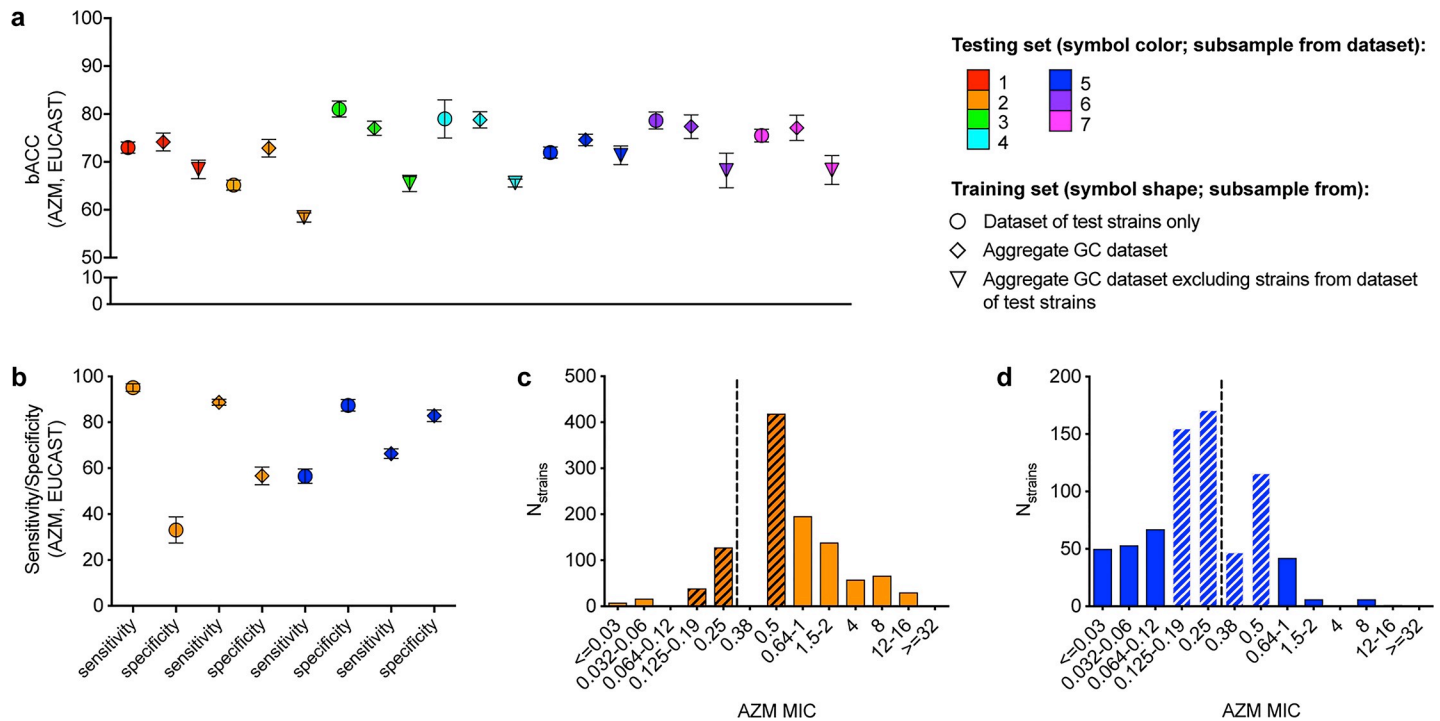 a
100
90
80
70
60
50
10
0
bACC
(AZM, EUCAST)
Testing set (symbol color; subsample from dataset):
1
2
3
4
5
6
7
Training set (symbol shape; subsample from):
Dataset of test strains only
Aggregate GC dataset
Aggregate GC dataset excluding strains from dataset
of test strains
b
100
80
60
40
20
0
Sensitivity/Specificity
(AZM, EUCAST)
sensitivity
specificity
sensitivity
specificity
sensitivity
specificity
sensitivity
specificity
c
500
400
300
200
100
0
Nstrains
<=0.03
0.032-0.06
0.064-0.12
0.125-0.19
0.25
0.38
0.5
0.64-1
1.5-2
4
8
12-16
>=32
AZM MIC
d
200
150
100
50
0
Nstrains
<=0.03
0.032-0.06
0.064-0.12
0.125-0.19
0.25
0.38
0.5
0.64-1
1.5-2
4
8
12-16
>=32
AZM MIC